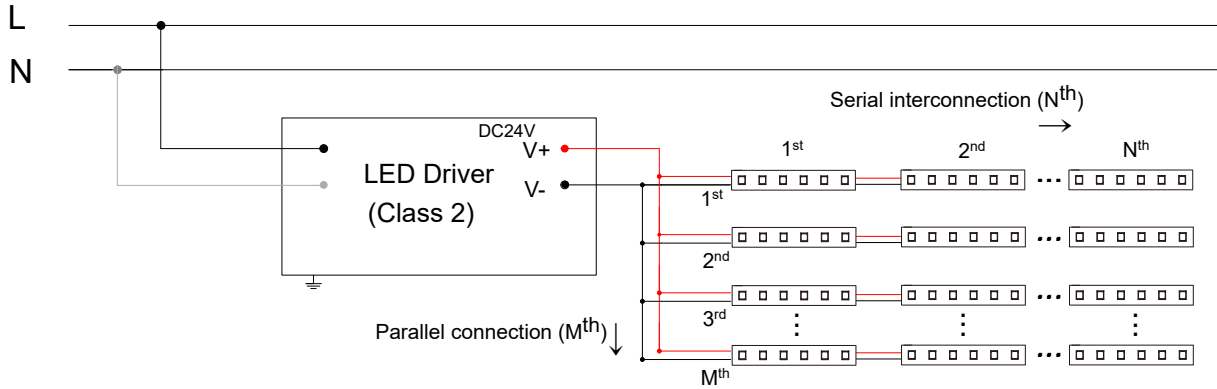 L
N
Serial interconnection (Nth)
DC24V
V+
V-
LED Driver
(Class 2)
1st
2nd
Nth
1st
2nd
3rd
Mth
Parallel connection (Mth)